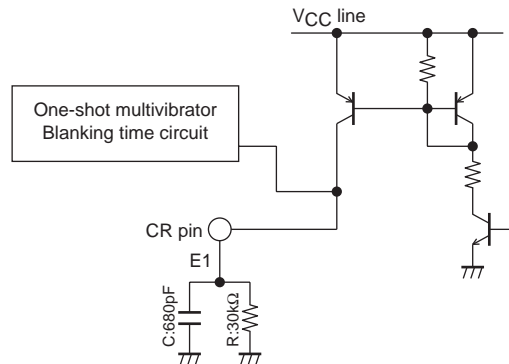 VCC line
One-shot multivibrator
Blanking time circuit
CR pin
E1
C:680pF
R:30kΩ